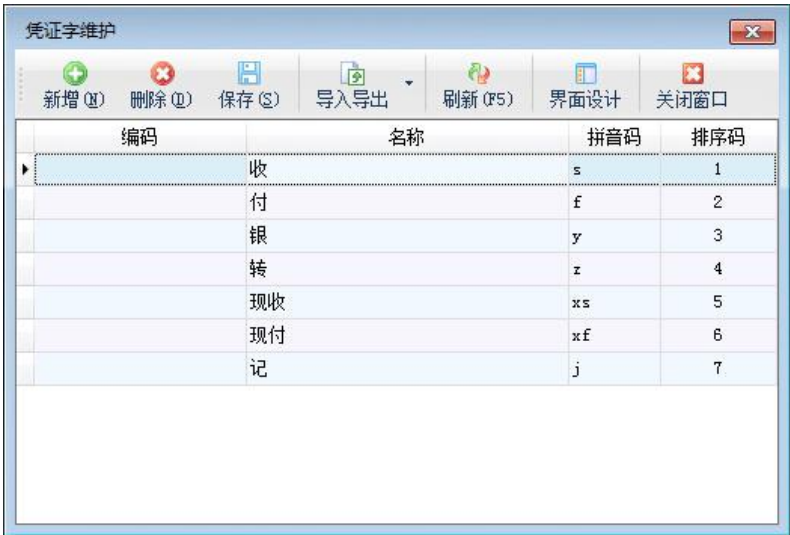 凭证字维护
新增(N) 删除(D) 保存(S) 导入导出 刷新(F5) 界面设计 关闭窗口
编码 名称 拼音码 排序码
收 s 1
付 f 2
银 y 3
转 z 4
现收 xs 5
现付 xf 6
记 j 7